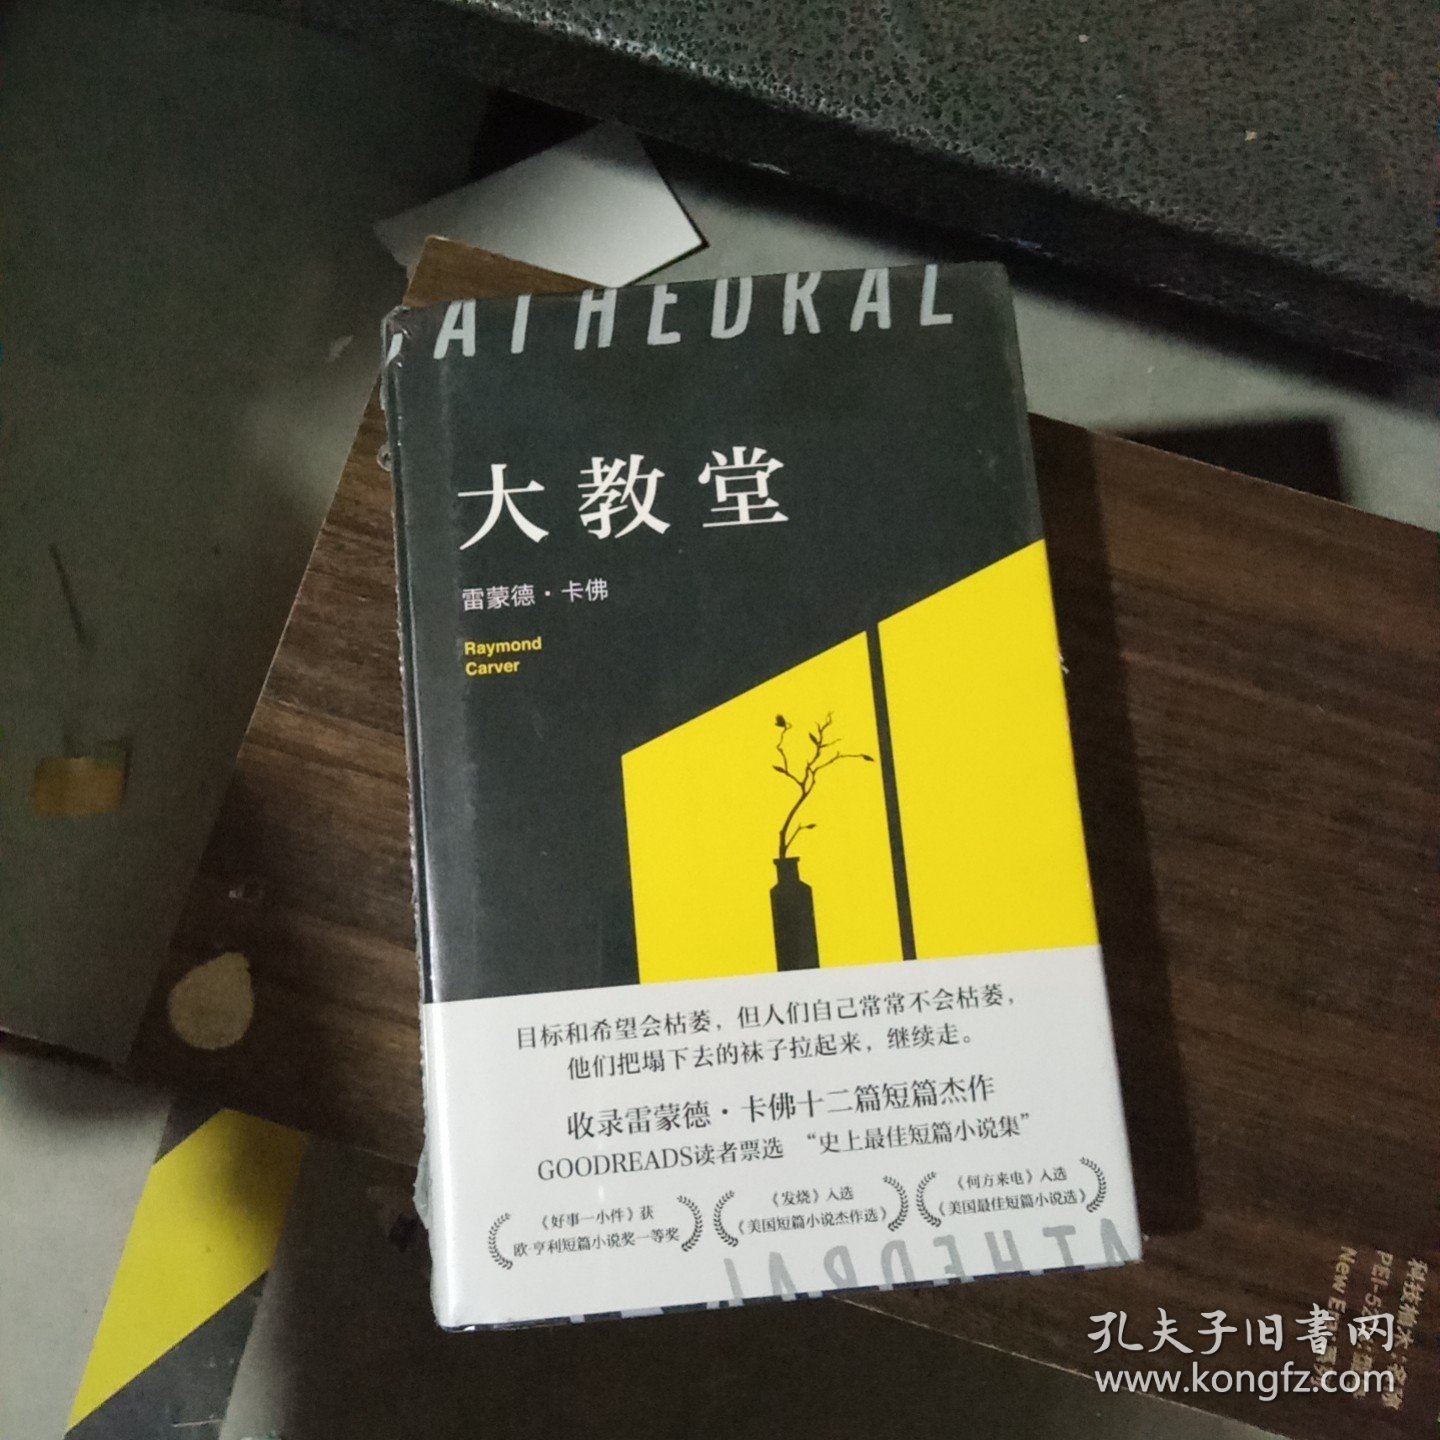 CATHEDRAL
大教堂
雷蒙德·卡佛
Raymond
Carver
目标和希望会枯萎，但人们自己常常不会枯萎，
他们把塌下去的袜子拉起来，继续走。
收录雷蒙德·卡佛十二篇短篇杰作
GOODREADS读者票选 “史上最佳短篇小说集”
《好事一小件》获
欧·亨利短篇小说奖一等奖
《发烧》入选
《美国短篇小说杰作选》
《何方来电》入选
《美国最佳短篇小说选》
CATHEDRAL
孔夫子旧书网
www.kongfz.com
New E
PEI-52